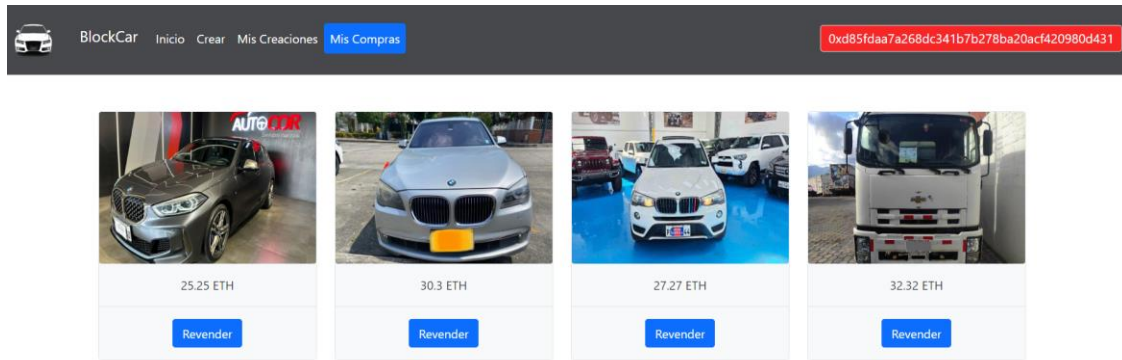 BlockCar Inicio Crear Mis Creaciones Mis Compras
0xd85fdaa7a268dc341b7b278ba20acf420980d431
AUTOCOR
25.25 ETH
30.3 ETH
27.27 ETH
32.32 ETH
Revender
Revender
Revender
Revender